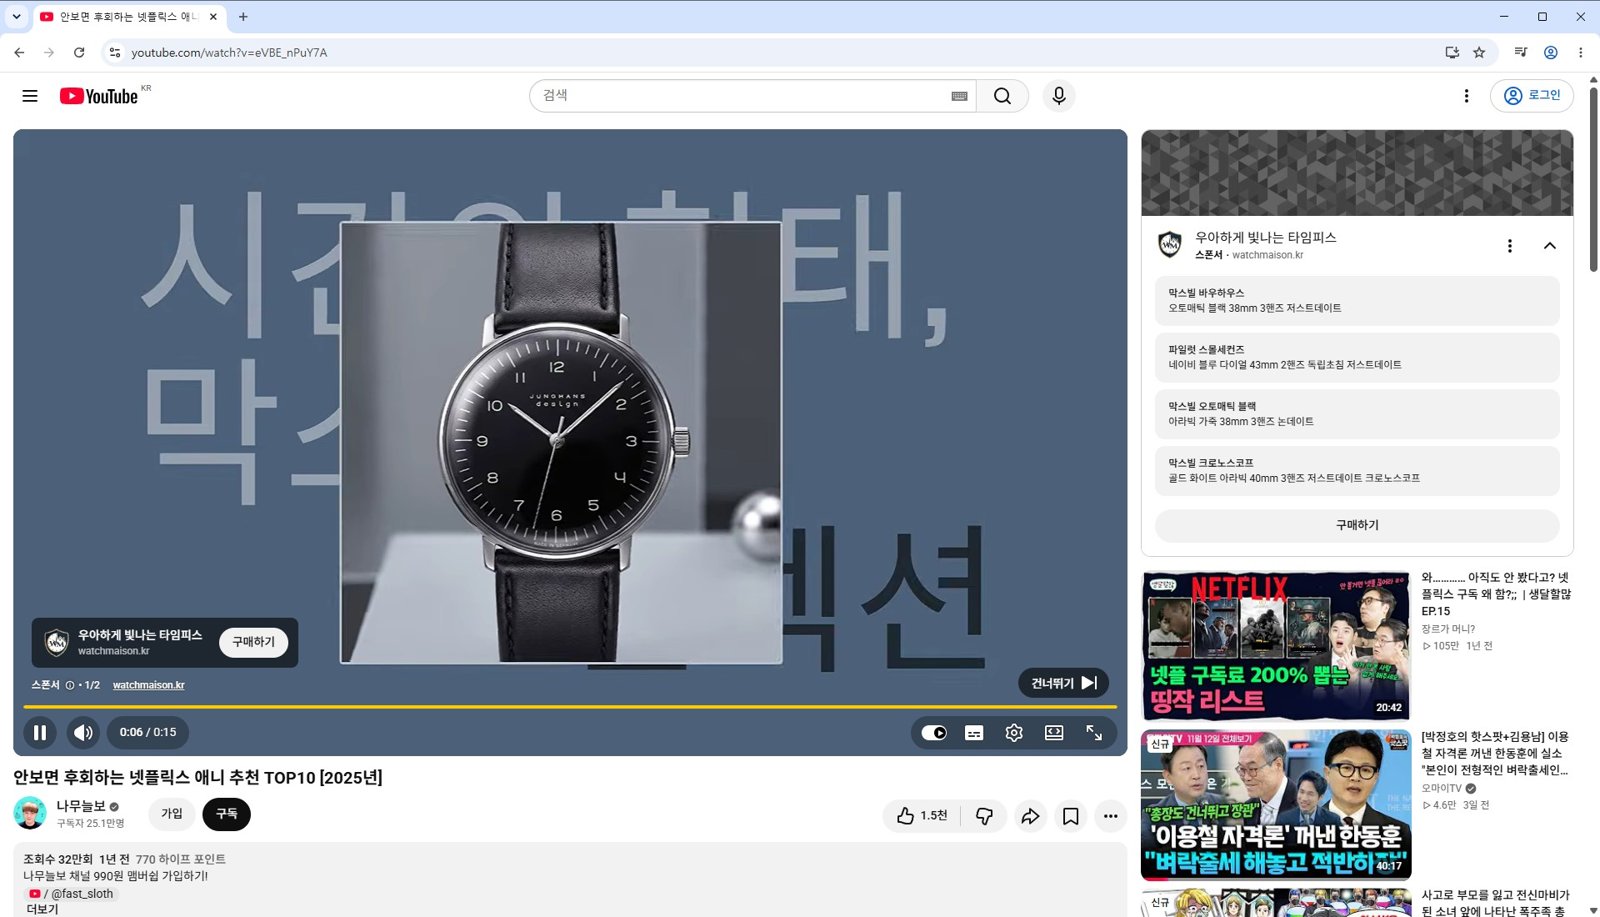 안보면 후회하는 넷플릭스 애니
youtube.com/watch?v=eVBE_nPuY7A
YouTube KR
검색
로그인
시간의 형태,
막스
렉션
12
11 1
JUNGHANS
design
10 2
9 3
8 4
7 5
6
우아하게 빛나는 타임피스
watchmaison.kr
구매하기
스폰서 · 1/2 watchmaison.kr
건너뛰기
0:06 / 0:15
안보면 후회하는 넷플릭스 애니 추천 TOP10 [2025년]
나무늘보
구독자 25.1만명
가입
구독
1.5천
조회수 32만회 1년 전 770 하이프 포인트
나무늘보 채널 990원 맴버쉽 가입하기!
/ @fast_sloth
더보기
WM
우아하게 빛나는 타임피스
스폰서 · watchmaison.kr
막스빌 바우하우스
오토매틱 블랙 38mm 3핸즈 저스트데이트
파일럿 스몰세컨즈
네이비 블루 다이얼 43mm 2핸즈 독립초침 저스트데이트
막스빌 오토매틱 블랙
아라빅 가죽 38mm 3핸즈 논데이트
막스빌 크로노스코프
골드 화이트 아라빅 40mm 3핸즈 저스트데이트 크로노스코프
구매하기
NETFLIX
넷플 구독료 200% 뽑는
띵작 리스트
20:42
와............ 아직도 안 봤다고? 넷
플릭스 구독 왜 함?;; ㅣ생달할많
EP.15
장르가 머니?
105만 1년 전
신규
11월 12일 전체보기
"총장도 건너뛰고 장관"
'이용철 자격론' 꺼낸 한동훈
"벼락출세 해놓고 적반하장"
40:17
[박정호의 핫스팟+김용남] 이용
철 자격론 꺼낸 한동훈에 실소
"본인이 전형적인 벼락출세인...
오마이TV
4.6만 3일 전
신규
사고로 부모를 잃고 전신마비가
된 소녀 앞에 나타난 폭주족 총